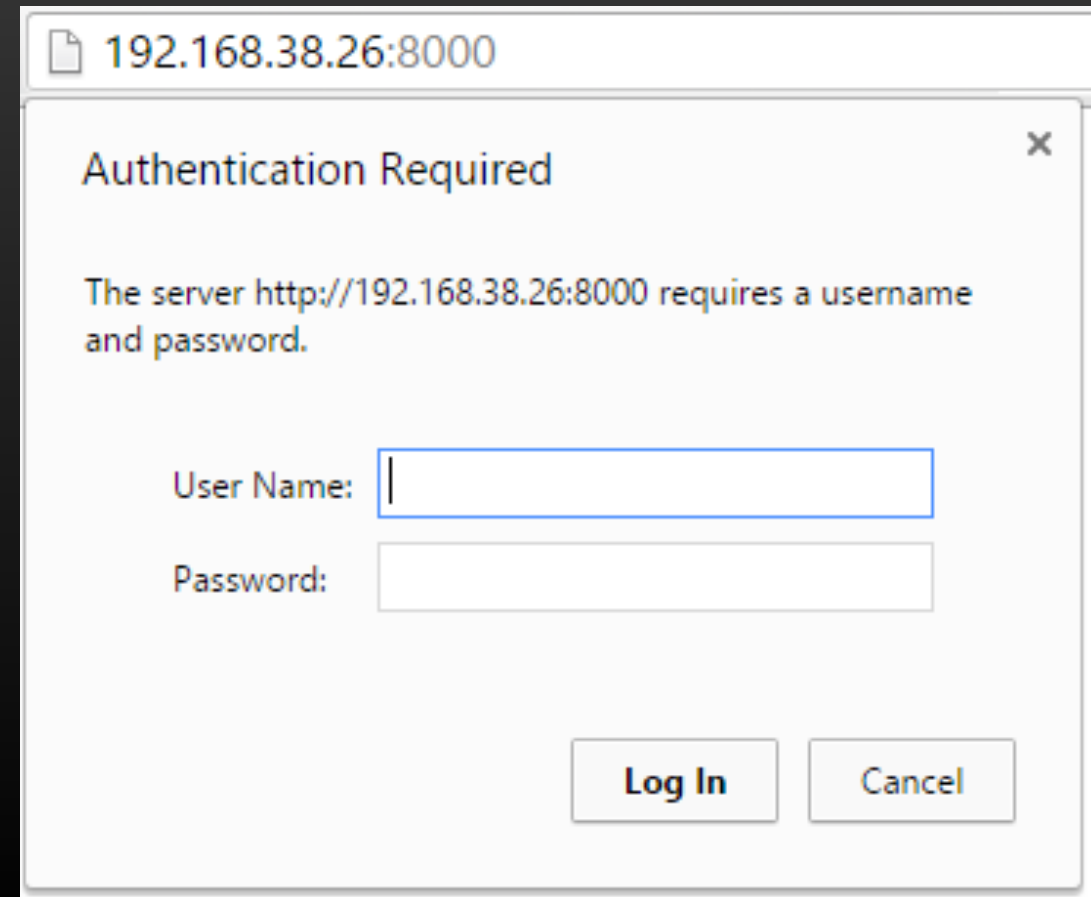 192.168.38.26:8000
Authentication Required
The server http://192.168.38.26:8000 requires a username
and password.
User Name:
Password:
Log In
Cancel